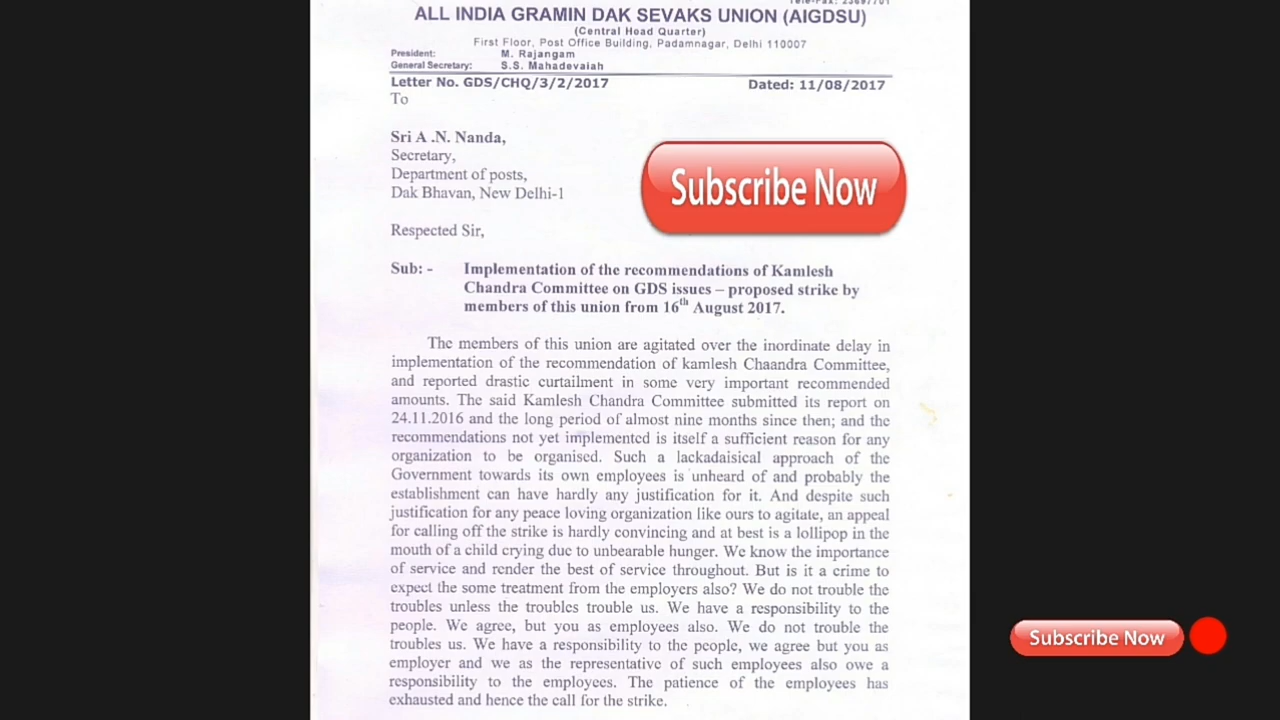 Tele-Fax: 23697701
ALL INDIA GRAMIN DAK SEVAKS UNION (AIGDSU)
(Central Head Quarter)
First Floor, Post Office Building, Padamnagar, Delhi 110007
President: M. Rajangam
General Secretary: S.S. Mahadevaiah
Letter No. GDS/CHQ/3/2/2017 Dated: 11/08/2017
To
Sri A .N. Nanda,
Secretary,
Department of posts,
Dak Bhavan, New Delhi-1
Subscribe Now
Respected Sir,
Sub: - Implementation of the recommendations of Kamlesh
Chandra Committee on GDS issues – proposed strike by
members of this union from 16th August 2017.
The members of this union are agitated over the inordinate delay in
implementation of the recommendation of kamlesh Chaandra Committee,
and reported drastic curtailment in some very important recommended
amounts. The said Kamlesh Chandra Committee submitted its report on
24.11.2016 and the long period of almost nine months since then; and the
recommendations not yet implemented is itself a sufficient reason for any
organization to be organised. Such a lackadaisical approach of the
Government towards its own employees is unheard of and probably the
establishment can have hardly any justification for it. And despite such
justification for any peace loving organization like ours to agitate, an appeal
for calling off the strike is hardly convincing and at best is a lollipop in the
mouth of a child crying due to unbearable hunger. We know the importance
of service and render the best of service throughout. But is it a crime to
expect the some treatment from the employers also? We do not trouble the
troubles unless the troubles trouble us. We have a responsibility to the
people. We agree, but you as employees also. We do not trouble the
troubles us. We have a responsibility to the people, we agree but you as
employer and we as the representative of such employees also owe a
responsibility to the employees. The patience of the employees has
exhausted and hence the call for the strike.
Subscribe Now